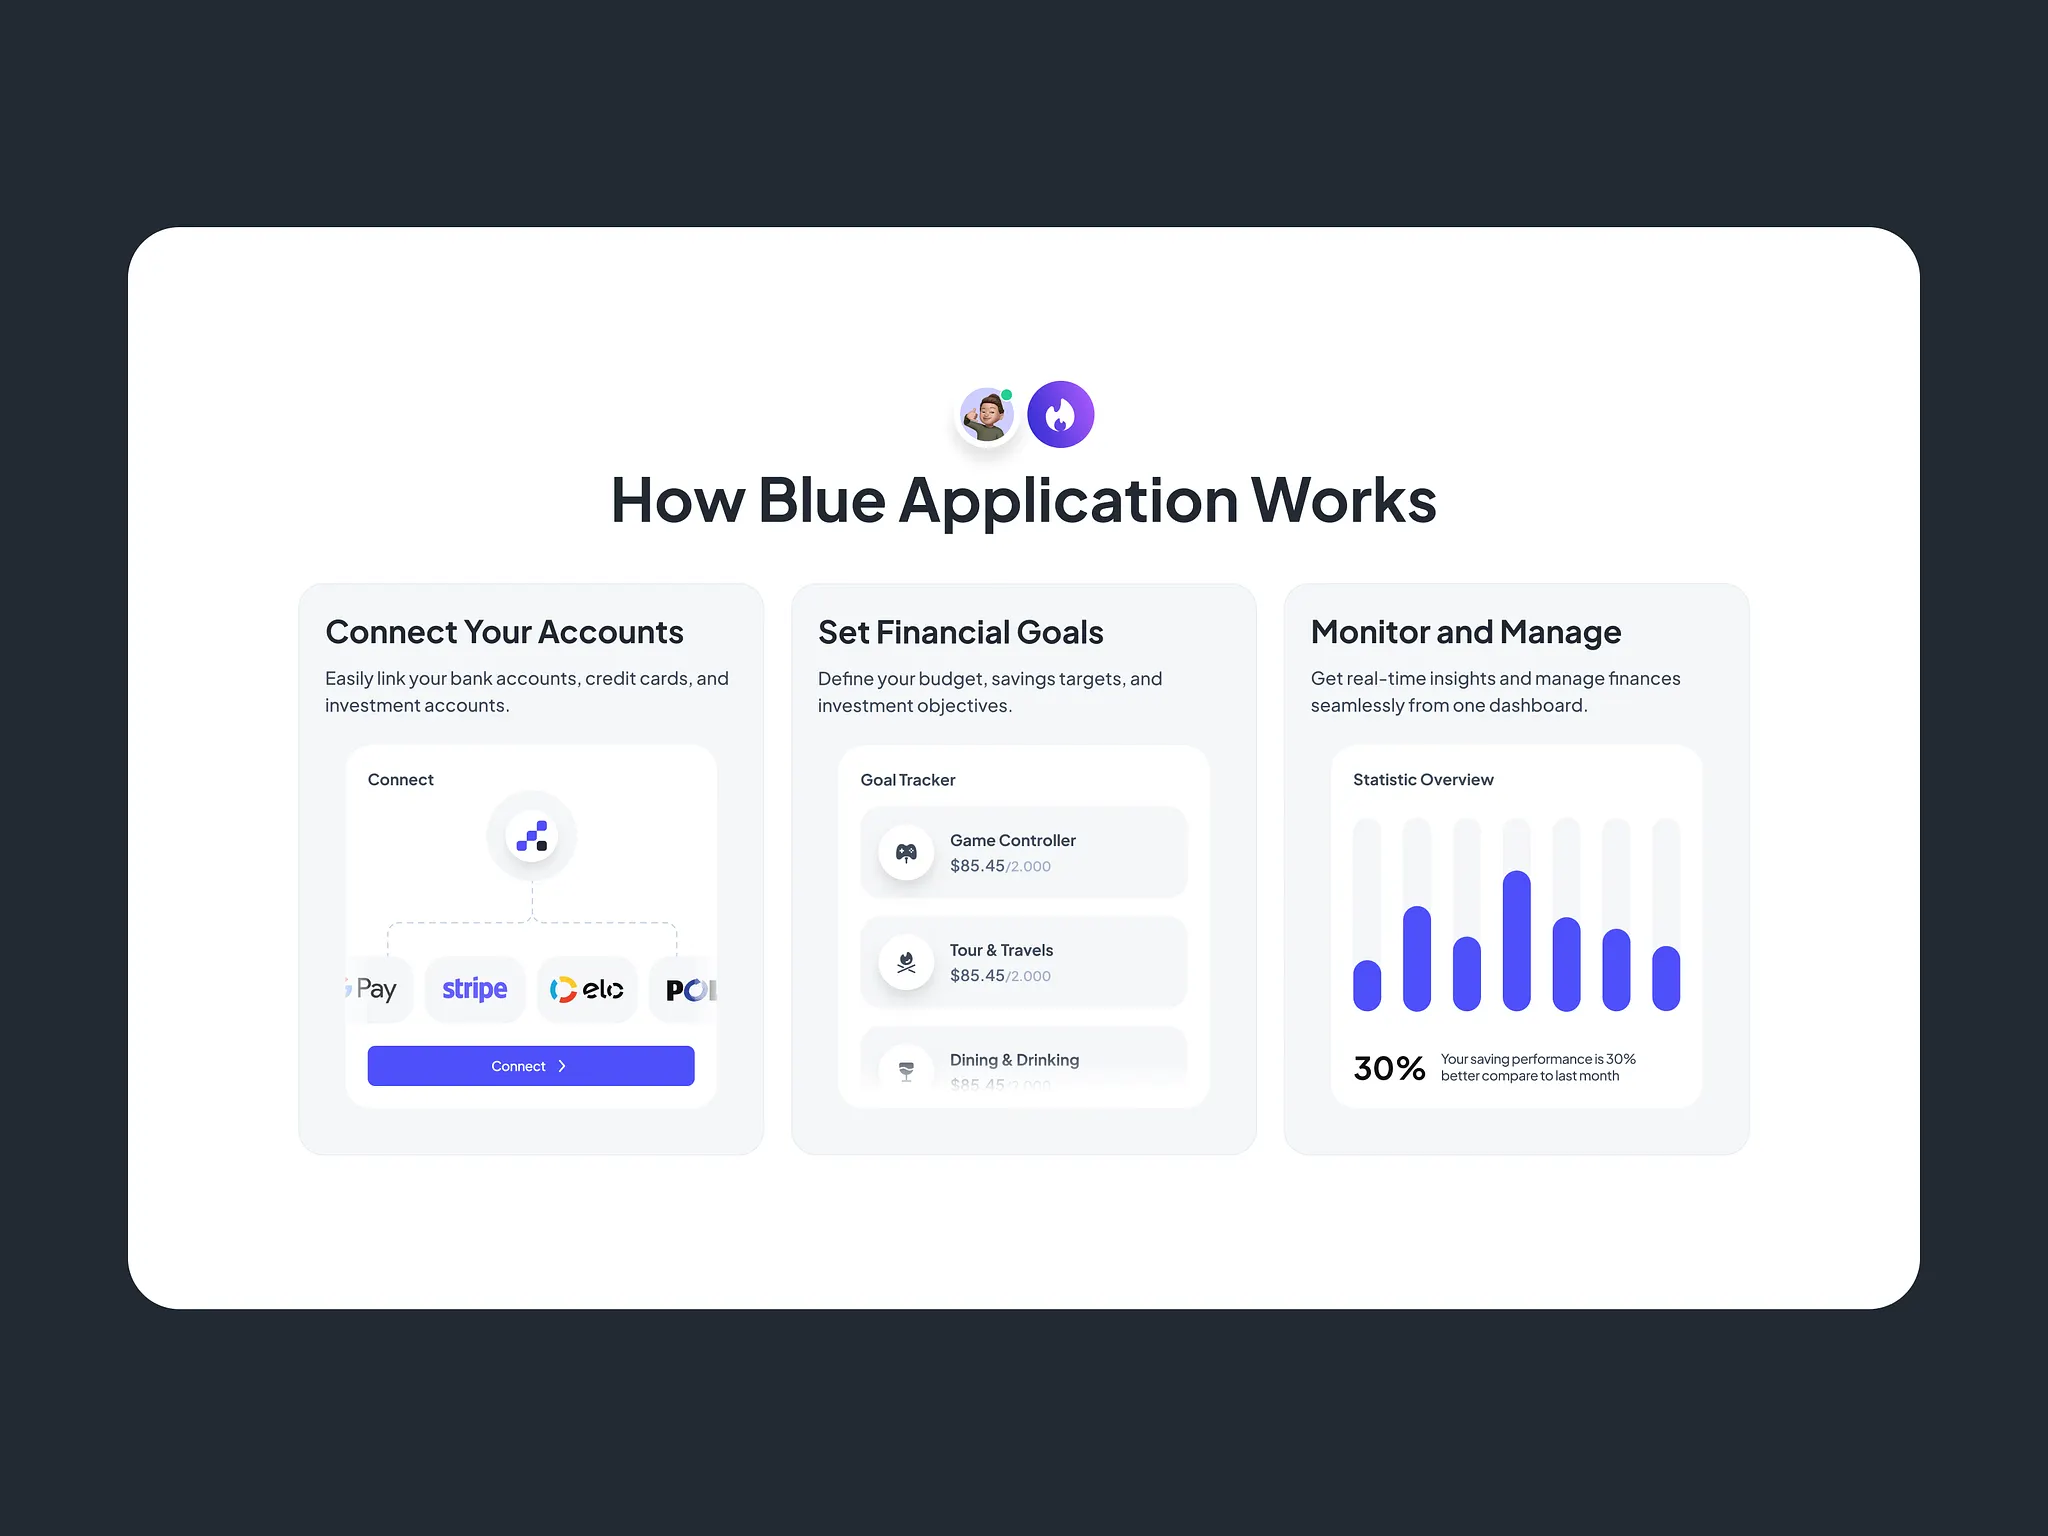 How Blue Application Works
Connect Your Accounts
Easily link your bank accounts, credit cards, and
investment accounts.
Connect
Pay
stripe
elo
Connect
Set Financial Goals
Define your budget, savings targets, and
investment objectives.
Goal Tracker
Game Controller
$85.45/2.000
Tour & Travels
$85.45/2.000
Dining & Drinking
$85.45/2.000
Monitor and Manage
Get real-time insights and manage finances
seamlessly from one dashboard.
Statistic Overview
30%
Your saving performance is 30%
better compare to last month